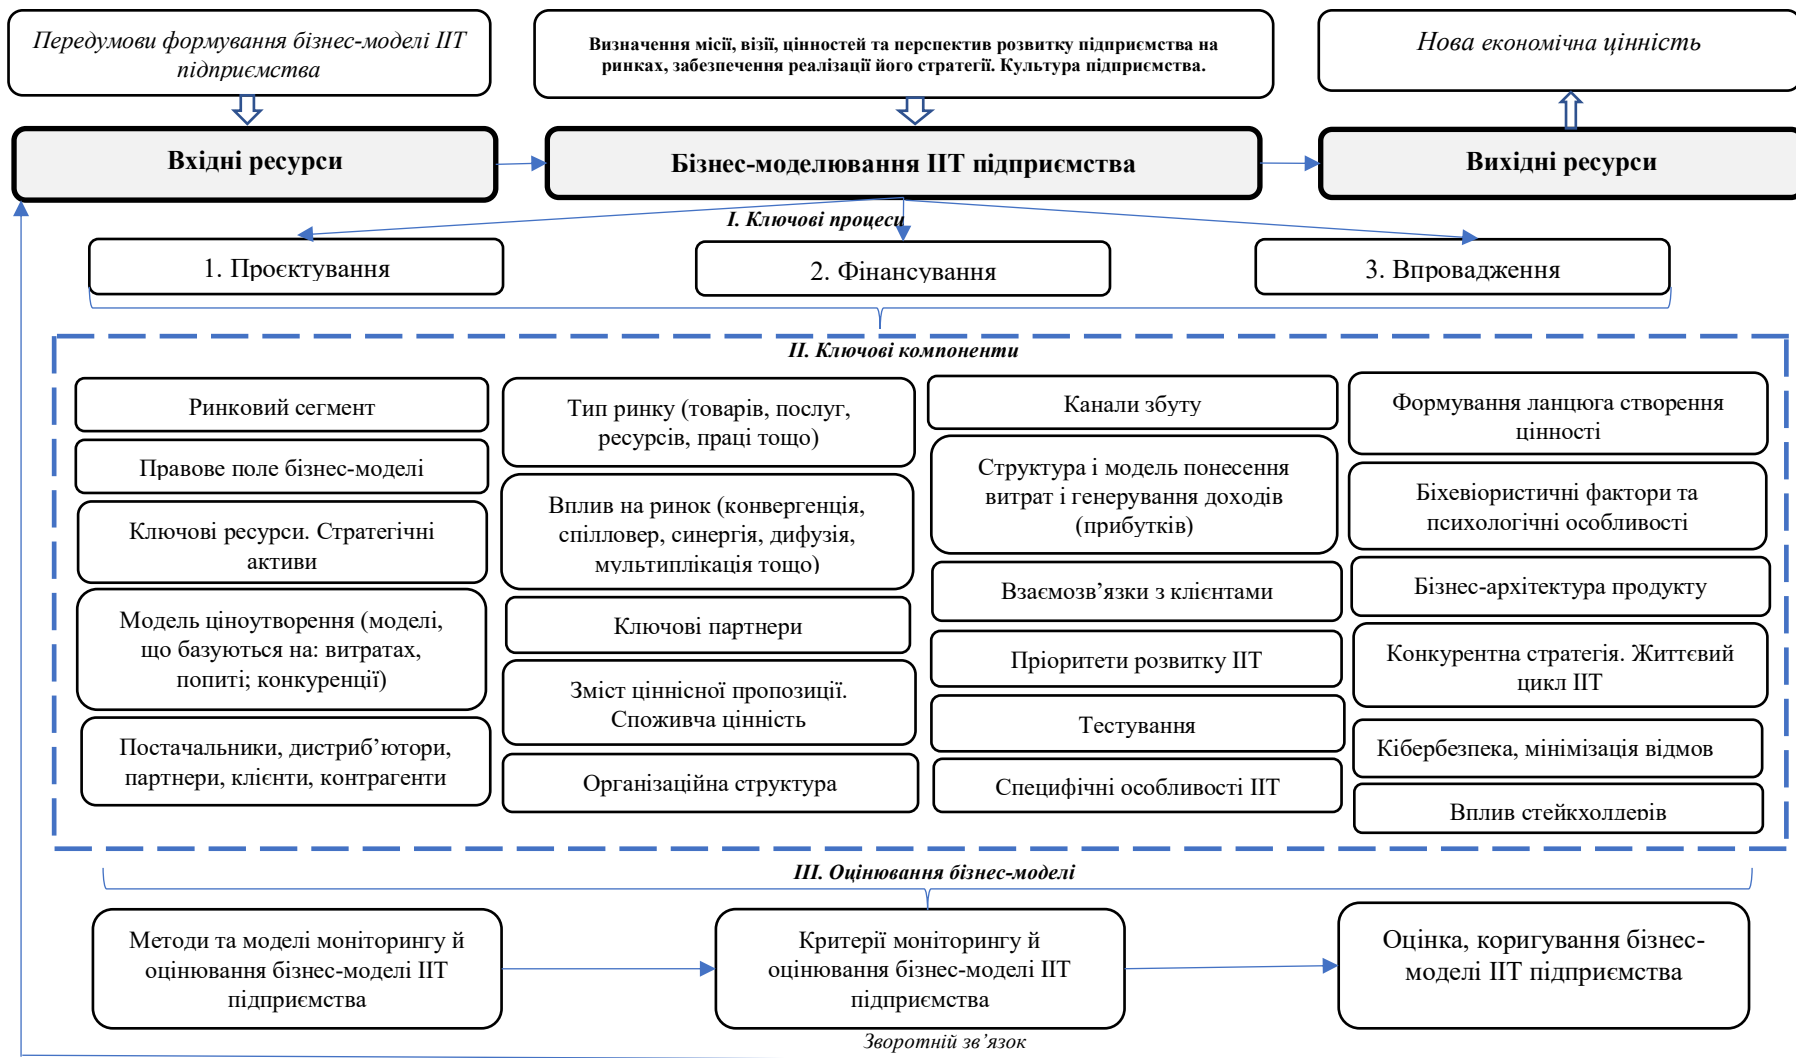 Передумови формування бізнес-моделі ІІТ
підприємства
Визначення місії, візії, цінностей та перспектив розвитку підприємства на
ринках, забезпечення реалізації його стратегії. Культура підприємства.
Нова економічна цінність
Вхідні ресурси
Бізнес-моделювання ІІТ підприємства
Вихідні ресурси
І. Ключові процеси
1. Проєктування
2. Фінансування
3. Впровадження
ІІ. Ключові компоненти
Ринковий сегмент
Правове поле бізнес-моделі
Ключові ресурси. Стратегічні
активи
Модель ціноутворення (моделі,
що базуються на: витратах,
попиті; конкуренції)
Постачальники, дистриб’ютори,
партнери, клієнти, контрагенти
Тип ринку (товарів, послуг,
ресурсів, праці тощо)
Вплив на ринок (конвергенція,
спілловер, синергія, дифузія,
мультиплікація тощо)
Ключові партнери
Зміст ціннісної пропозиції.
Споживча цінність
Організаційна структура
Канали збуту
Структура і модель понесення
витрат і генерування доходів
(прибутків)
Взаємозв’язки з клієнтами
Пріоритети розвитку ІІТ
Тестування
Специфічні особливості ІІТ
Формування ланцюга створення
цінності
Біхевіористичні фактори та
психологічні особливості
Бізнес-архітектура продукту
Конкурентна стратегія. Життєвий
цикл ІІТ
Кібербезпека, мінімізація відмов
Вплив стейкхолдерів
ІІІ. Оцінювання бізнес-моделі
Методи та моделі моніторингу й
оцінювання бізнес-моделі ІІТ
підприємства
Критерії моніторингу й
оцінювання бізнес-моделі ІІТ
підприємства
Оцінка, коригування бізнес-
моделі ІІТ підприємства
Зворотній зв’язок